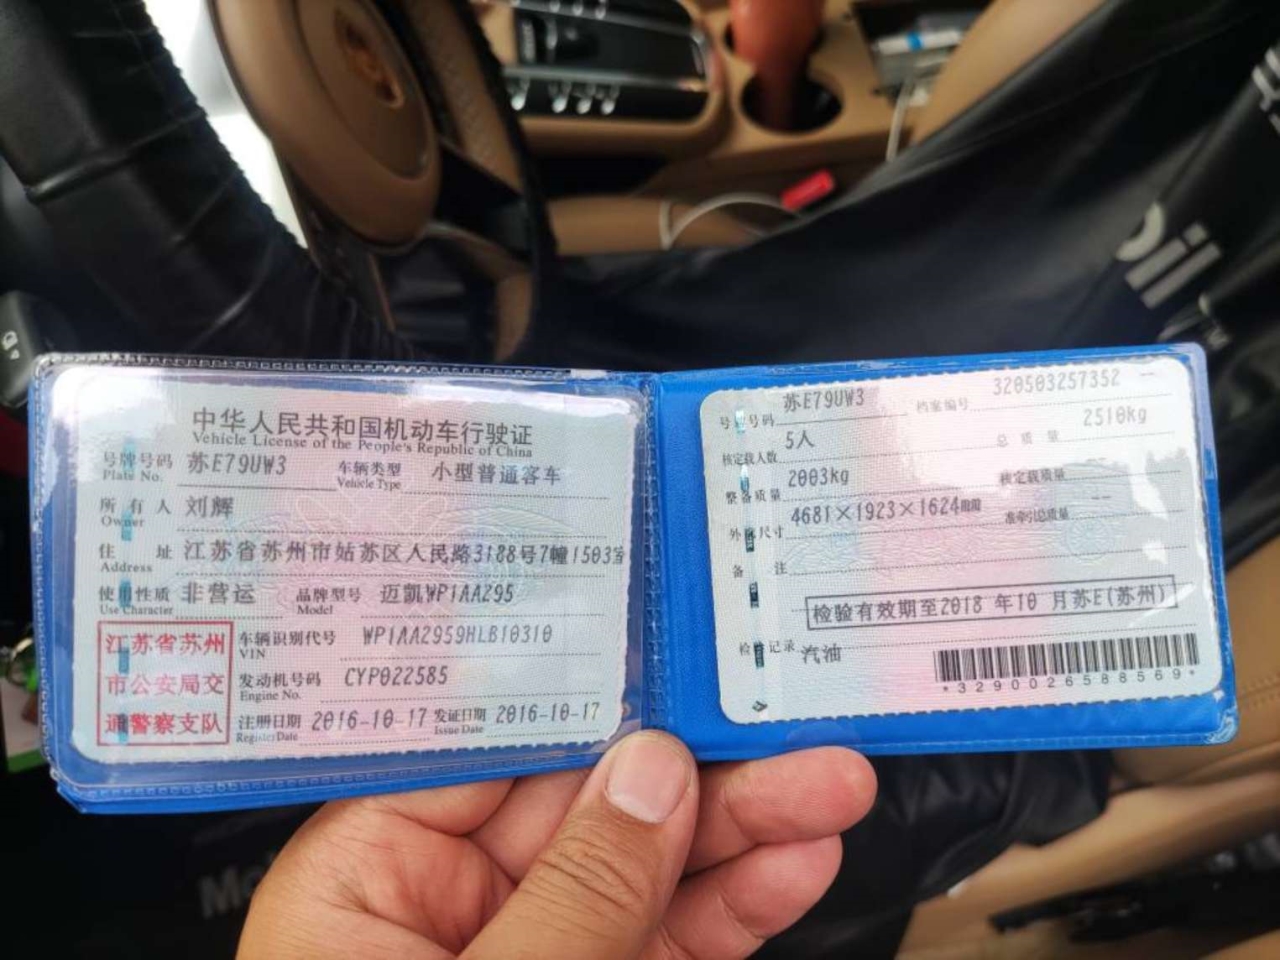 中华人民共和国机动车行驶证
Vehicle License of the People's Republic of China
号牌号码 苏E79UW3 车辆类型 小型普通客车
Plate No. Vehicle Type
所有人 刘辉
Owner
住址 江苏省苏州市姑苏区人民路3188号7幢1503室
Address
使用性质 非营运 品牌型号 迈凯WP1AA295
Use Character Model
江苏省苏州
市公安局交
通警察支队
车辆识别代号 WP1AA2959HLB10310
VIN
发动机号码 CYP022585
Engine No.
注册日期 2016-10-17 发证日期 2016-10-17
Register Date Issue Date
号牌号码 苏E79UW3 档案编号 320503257352
核定载人数 5人 总质量 2510kg
整备质量 2003kg 核定载质量 --
外廓尺寸 4681×1923×1624mm 准牵引总质量 --
备注
检验有效期至2018年10月苏E(苏州)
检验记录 汽油
*3290026588569*
Oil